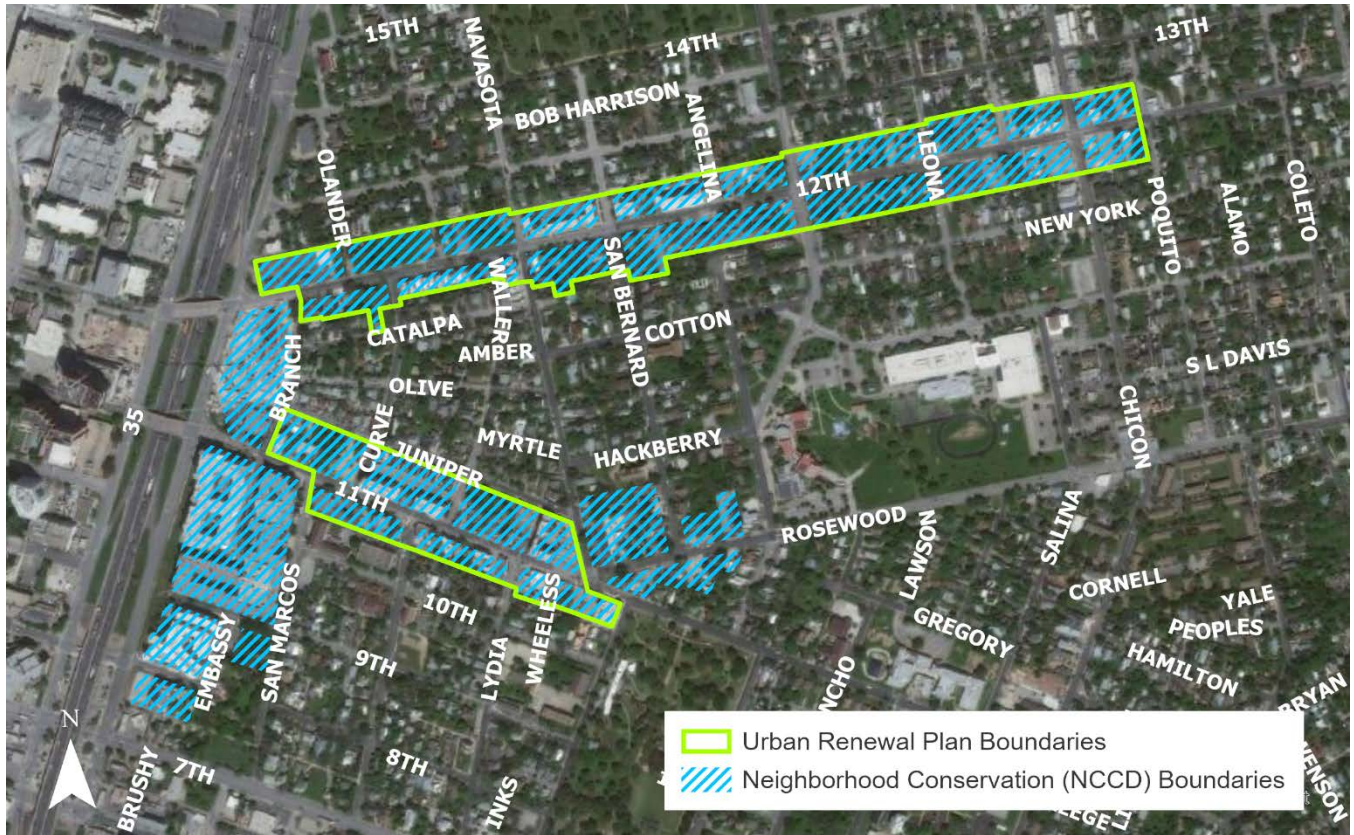 15TH
NAVASOTA
14TH
13TH
BOB HARRISON
ANGELINA
OLANDER
LEONA
12TH
COLETO
ALAMO
POQUITO
NEW YORK
SAN BERNARD
WALLER
CATALPA
COTTON
AMBER
BRANCH
S L DAVIS
OLIVE
35
CHICON
CURVE
MYRTLE
HACKBERRY
JUNIPER
11TH
ROSEWOOD
SALINA
LAWSON
CORNELL
WHEELESS
10TH
SAN MARCOS
YALE
PEOPLES
GREGORY
EMBASSY
9TH
LYDIA
HAMILTON
NCHO
BRYAN
N
8TH
7TH
BRUSHY
INKS
VENSON
Urban Renewal Plan Boundaries
Neighborhood Conservation (NCCD) Boundaries